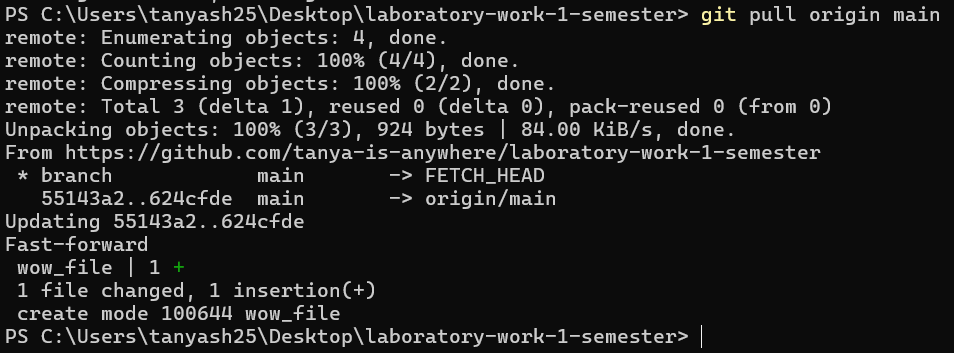 PS C:\Users\tanyash25\Desktop\laboratory-work-1-semester> git pull origin main
remote: Enumerating objects: 4, done.
remote: Counting objects: 100% (4/4), done.
remote: Compressing objects: 100% (2/2), done.
remote: Total 3 (delta 1), reused 0 (delta 0), pack-reused 0 (from 0)
Unpacking objects: 100% (3/3), 924 bytes | 84.00 KiB/s, done.
From https://github.com/tanya-is-anywhere/laboratory-work-1-semester
 * branch            main       -> FETCH_HEAD
   55143a2..624cfde  main       -> origin/main
Updating 55143a2..624cfde
Fast-forward
 wow_file | 1 +
 1 file changed, 1 insertion(+)
 create mode 100644 wow_file
PS C:\Users\tanyash25\Desktop\laboratory-work-1-semester>